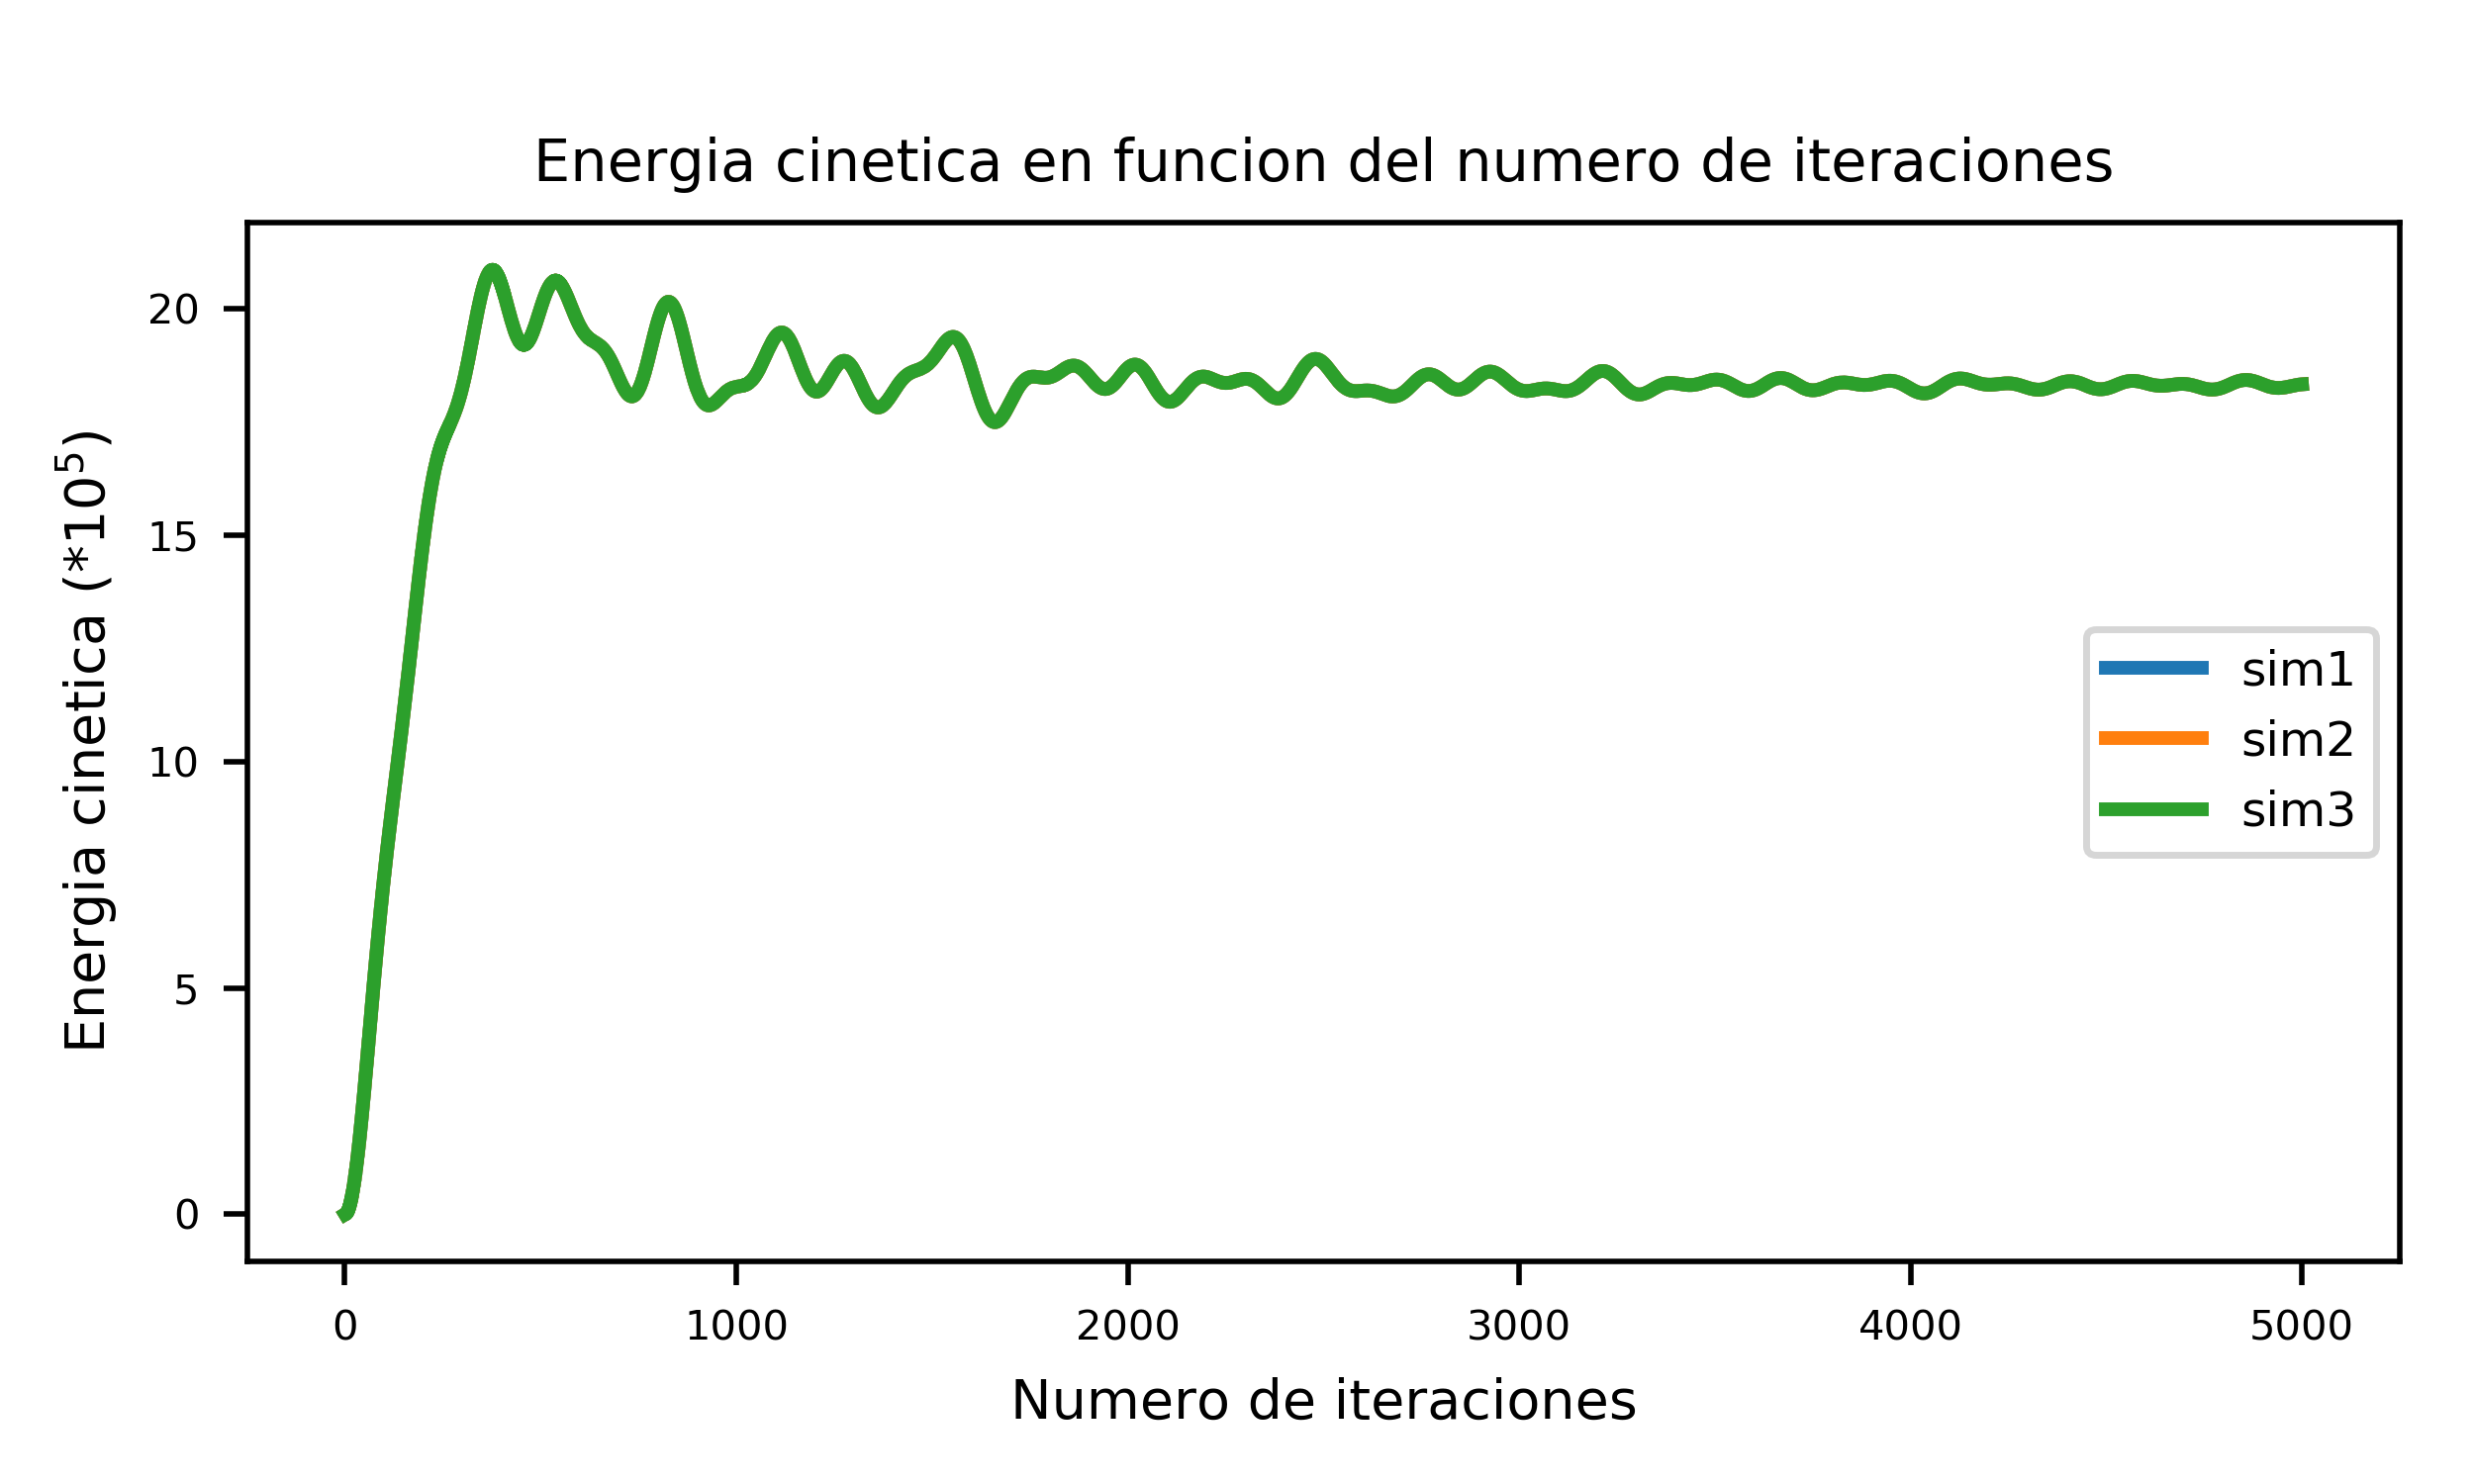 Energia cinetica en funcion del numero de iteraciones
Energia cinetica (*10⁵)
20
15
10
5
0
sim1
sim2
sim3
0 1000 2000 3000 4000 5000
Numero de iteraciones